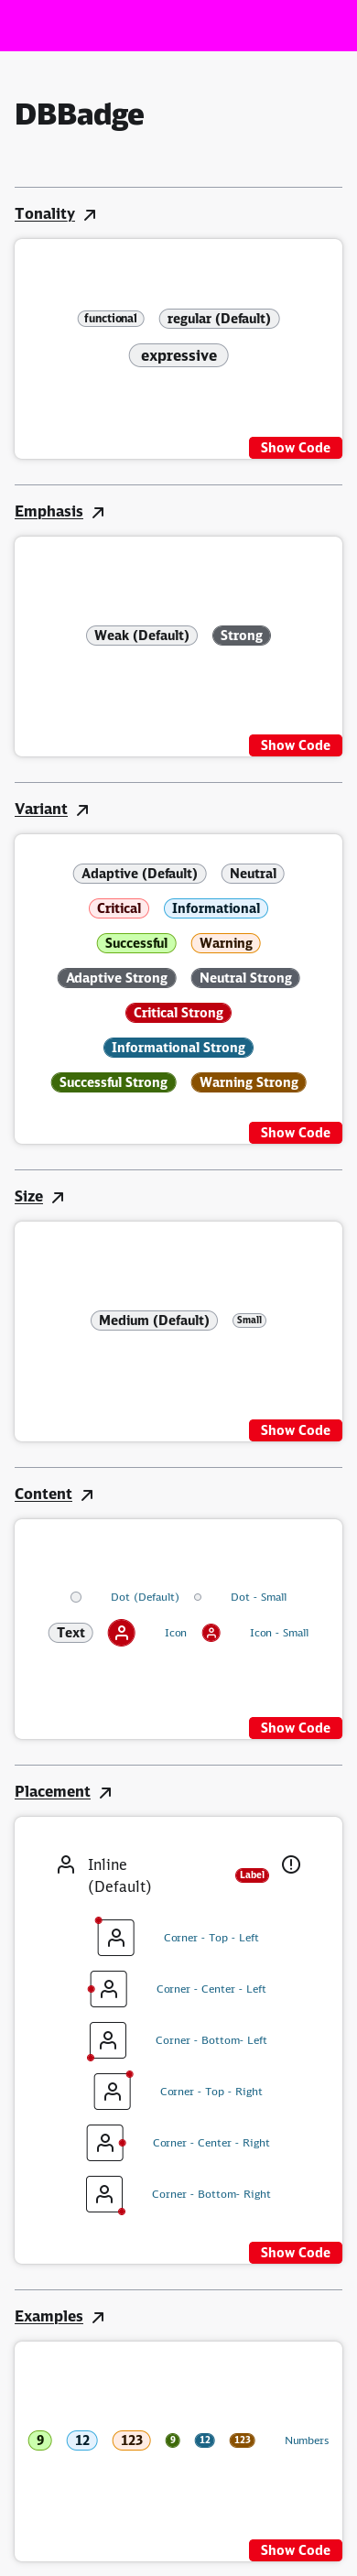 DBBadge
Tonality
functional regular (Default)
expressive
Show Code
Emphasis
Weak (Default) Strong
Show Code
Variant
Adaptive (Default) Neutral
Critical Informational
Successful Warning
Adaptive Strong Neutral Strong
Critical Strong
Informational Strong
Successful Strong Warning Strong
Show Code
Size
Medium (Default) Small
Show Code
Content
Dot (Default) Dot - Small
Text Icon Icon - Small
Show Code
Placement
Inline
(Default)
Label
Corner - Top - Left
Corner - Center - Left
Corner - Bottom- Left
Corner - Top - Right
Corner - Center - Right
Corner - Bottom- Right
Show Code
Examples
9 12 123 9 12 123 Numbers
Show Code